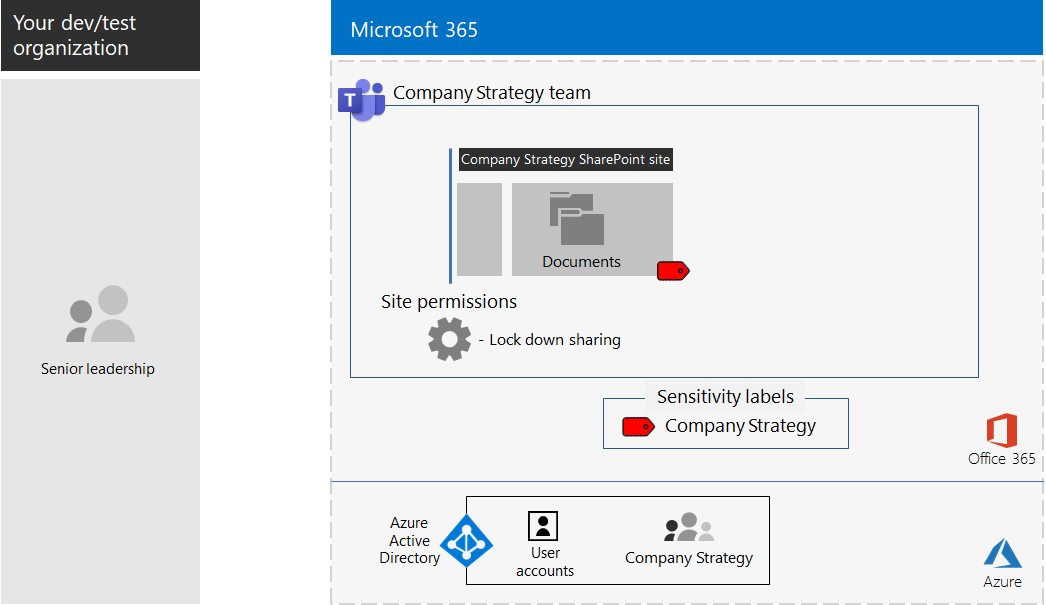 Your dev/test
organization
Senior leadership
Microsoft 365
T
Company Strategy team
Company Strategy SharePoint site
Documents
Site permissions
- Lock down sharing
Sensitivity labels
Company Strategy
Office 365
Azure
Active
Directory
User
accounts
Company Strategy
Azure